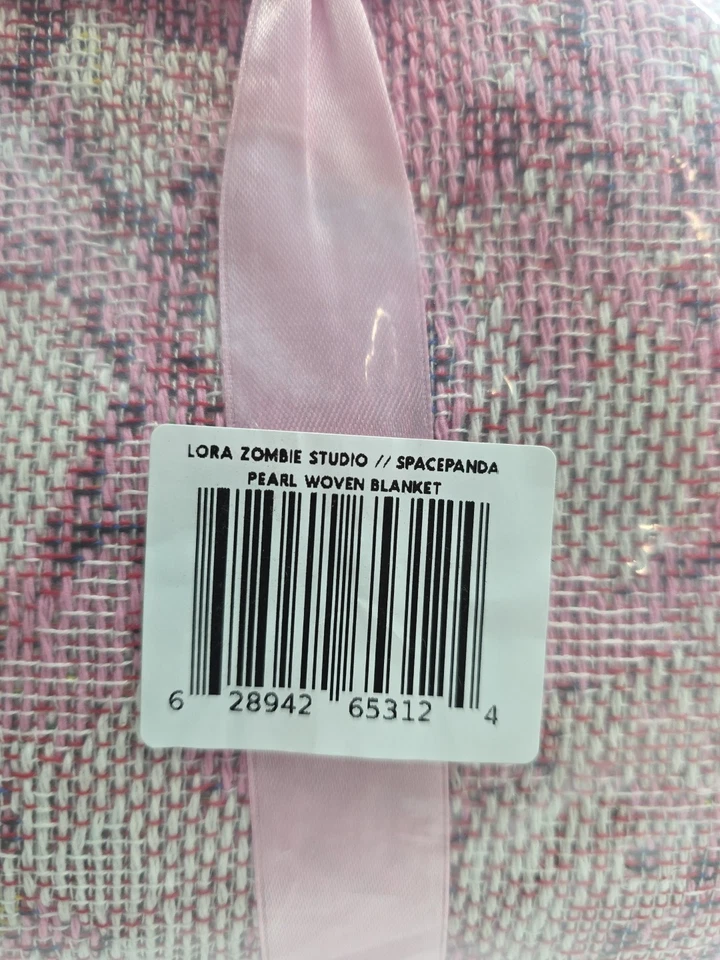 LORA ZOMBIE STUDIO // SPACEPANDA
PEARL WOVEN BLANKET
6 28942 65312 4